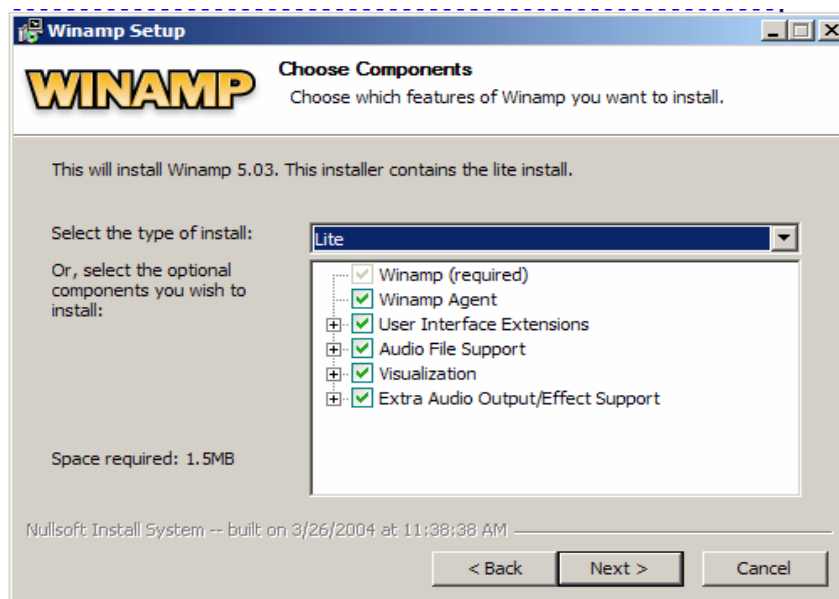 Winamp Setup
WINAMP
Choose Components
Choose which features of Winamp you want to install.
This will install Winamp 5.03. This installer contains the lite install.
Select the type of install:
Lite
Or, select the optional
components you wish to
install:
Winamp (required)
Winamp Agent
User Interface Extensions
Audio File Support
Visualization
Extra Audio Output/Effect Support
Space required: 1.5MB
Nullsoft Install System -- built on 3/26/2004 at 11:38:38 AM
< Back
Next >
Cancel